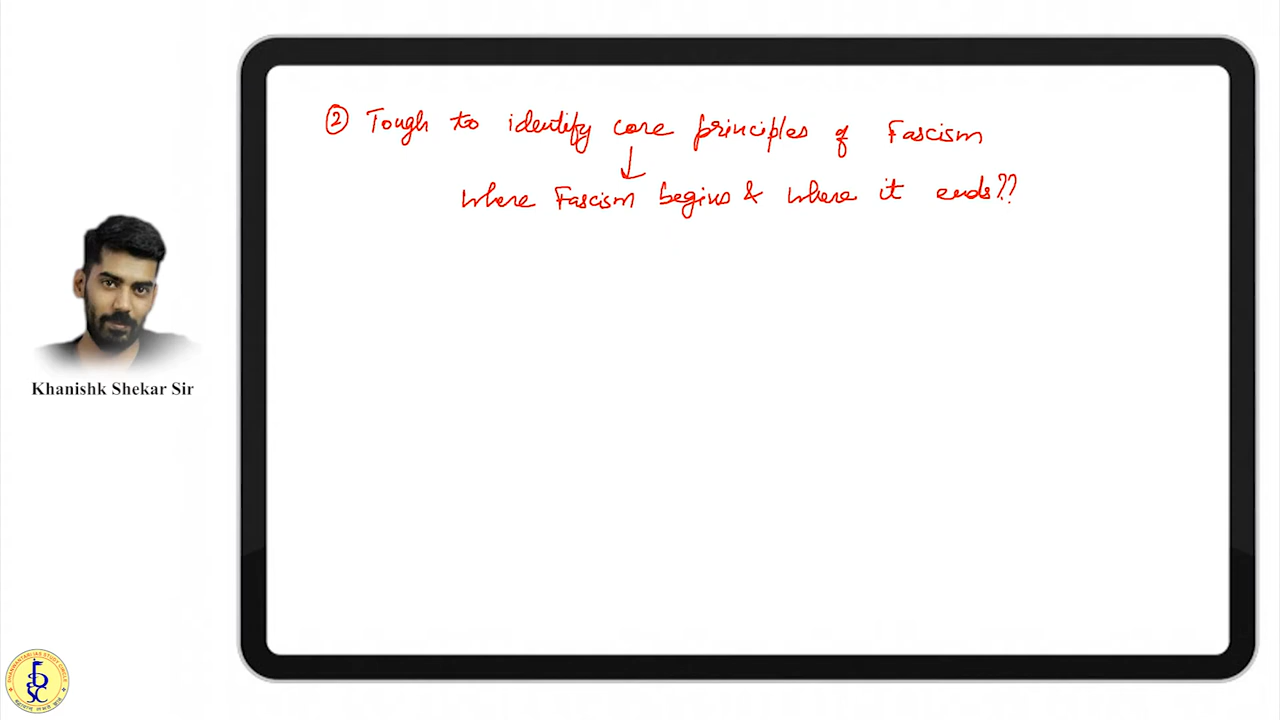 ② Tough to identify core principles of Fascism
↓
where Fascism begins & where it ends??
Khanishk Shekar Sir